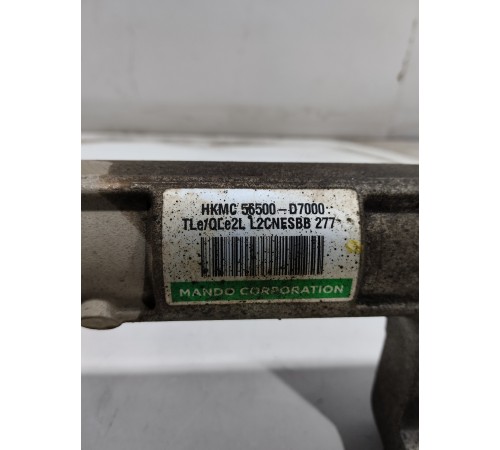 HKMC 56500-D7000
TLe/QLe2L L2CNESBB 277
MANDO CORPORATION